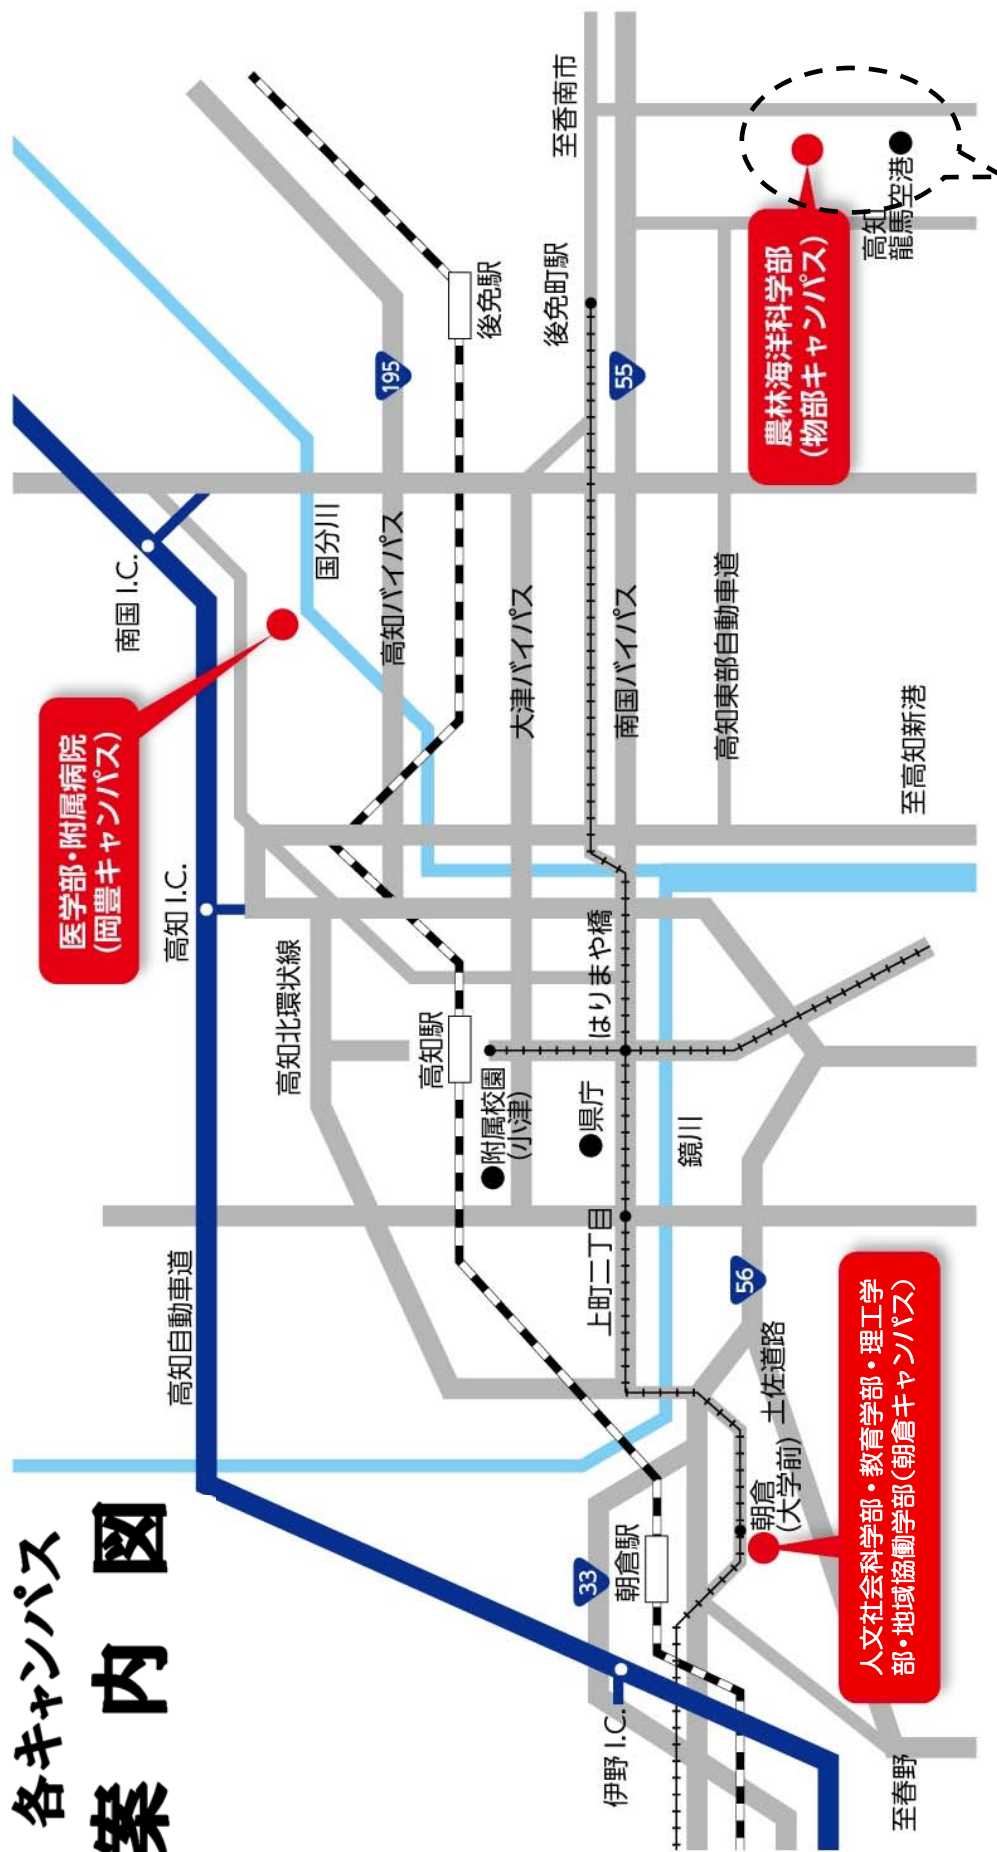 各キャンパス
案内図
医学部・附属病院
(岡豊キャンパス)
南国 I.C.
高知 I.C.
高知自動車道
伊野 I.C.
国分川
高知バイパス
195
後免駅
高知北環状線
高知駅
附属校園
(小津)
大津バイパス
至香南市
後免町駅
55
南国バイパス
はりまや橋
県庁
上町二丁目
鏡川
高知東部自動車道
至高知新港
農林海洋科学部
(物部キャンパス)
高知
龍馬空港
56
土佐道路
33
朝倉駅
朝倉
(大学前)
人文社会科学部・教育学部・理工学
部・地域協働学部(朝倉キャンパス)
至春野